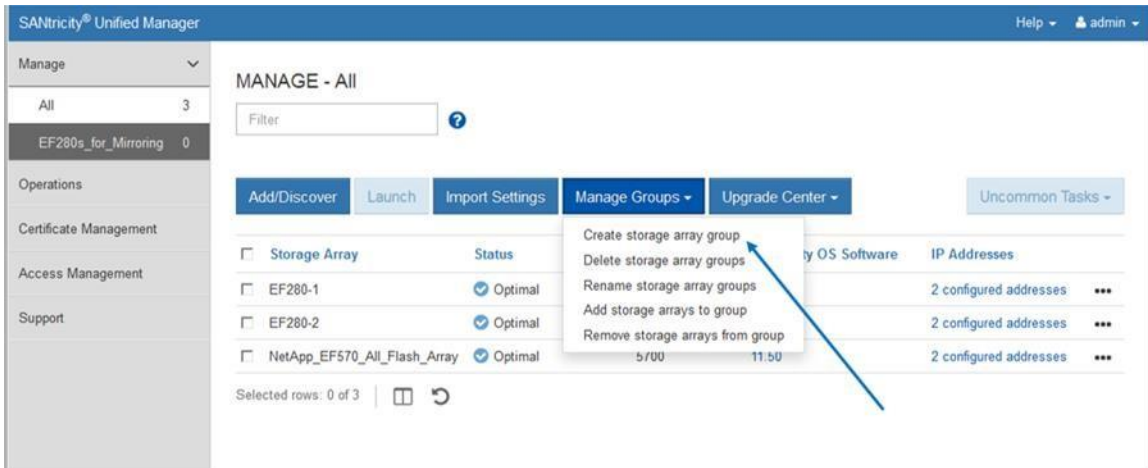 SANtricity® Unified Manager
Help
admin
Manage
All 3
EF280s_for_Mirroring 0
Operations
Certificate Management
Access Management
Support
MANAGE - All
Filter
Add/Discover
Launch
Import Settings
Manage Groups
Upgrade Center
Uncommon Tasks
Create storage array group
Delete storage array groups
Rename storage array groups
Add storage arrays to group
Remove storage arrays from group
Storage Array Status ty OS Software IP Addresses
EF280-1 Optimal 2 configured addresses
EF280-2 Optimal 2 configured addresses
NetApp_EF570_All_Flash_Array Optimal 5700 11.50 2 configured addresses
Selected rows: 0 of 3